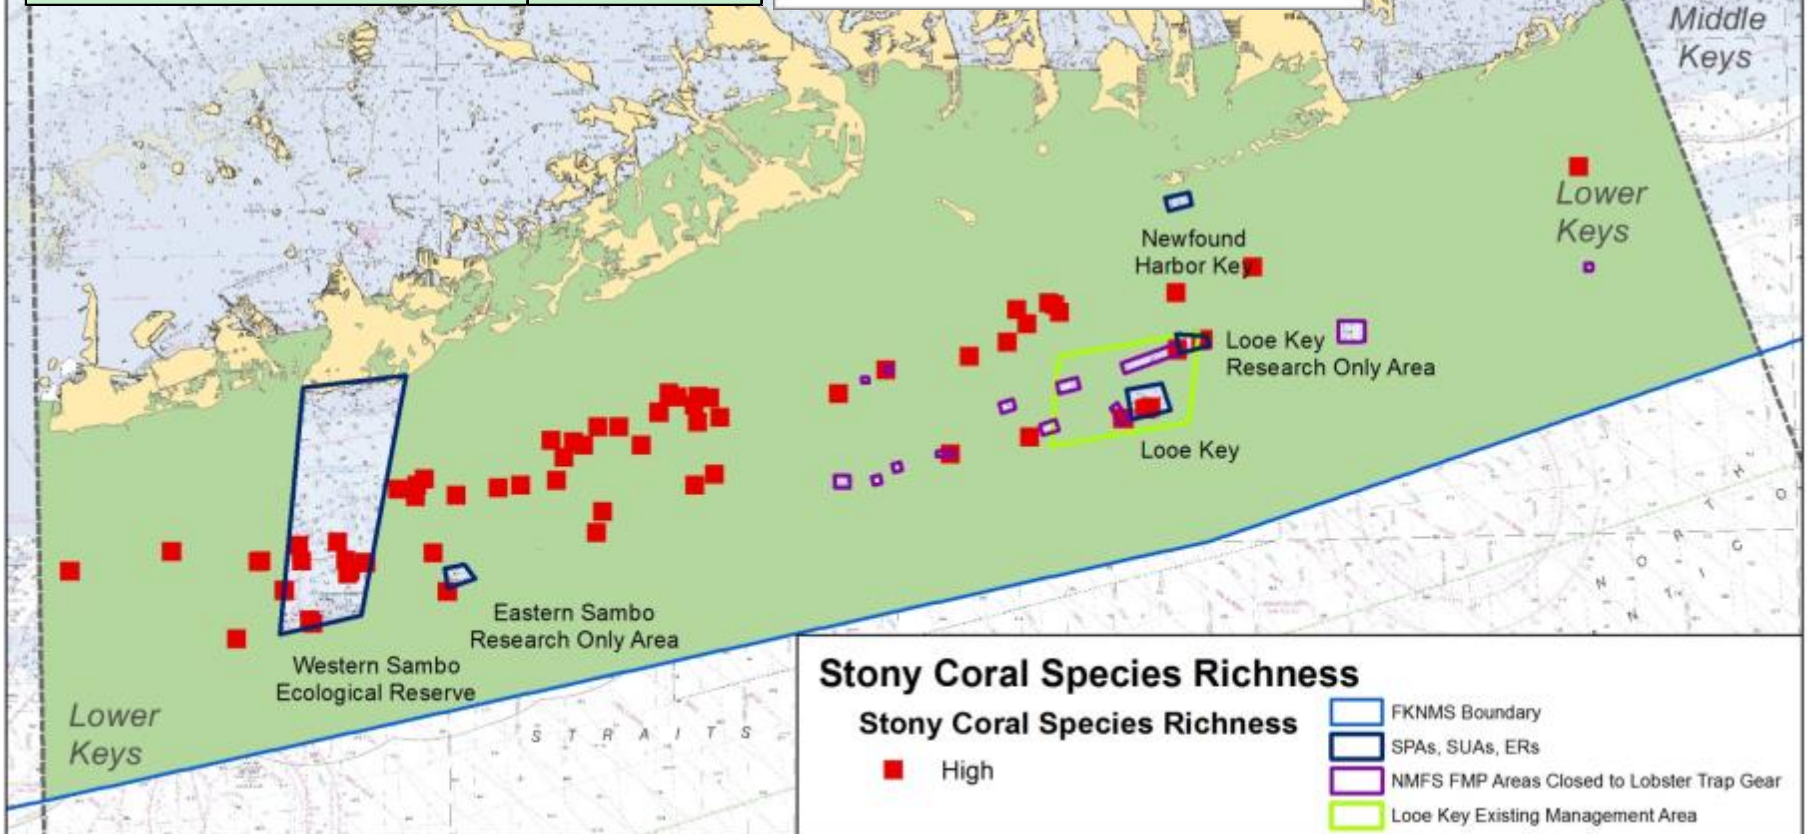 Middle
Keys
Lower
Keys
Newfound
Harbor Key
Looe Key
Research Only Area
Looe Key
Eastern Sambo
Research Only Area
Western Sambo
Ecological Reserve
Lower
Keys
S T R A I T S
N O R T H
N T I C O
Stony Coral Species Richness
Stony Coral Species Richness
High
FKNMS Boundary
SPAs, SUAs, ERs
NMFS FMP Areas Closed to Lobster Trap Gear
Looe Key Existing Management Area